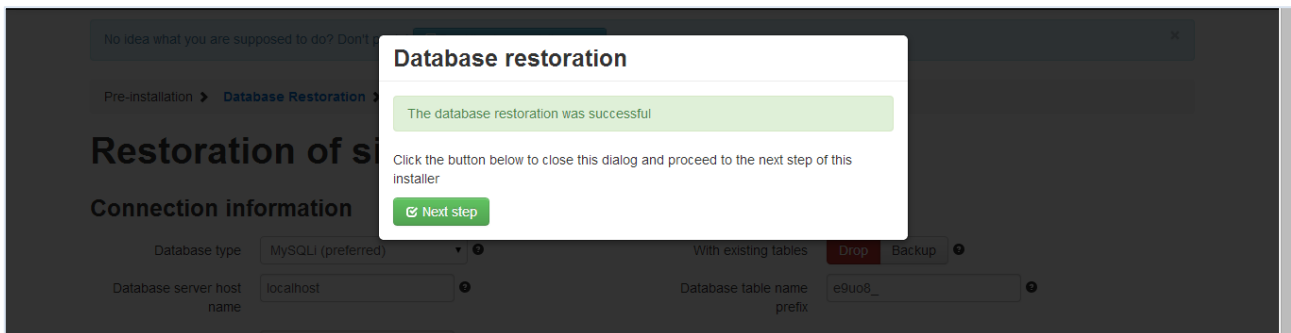 No idea what you are supposed to do? Don't p
×
Database restoration
The database restoration was successful
Click the button below to close this dialog and proceed to the next step of this
installer
Next step
Pre-installation Database Restoration
Restoration of si
Connection information
Database type MySQLi (preferred)
With existing tables Drop Backup
Database server host
name
localhost
Database table name
prefix
e9uo8_